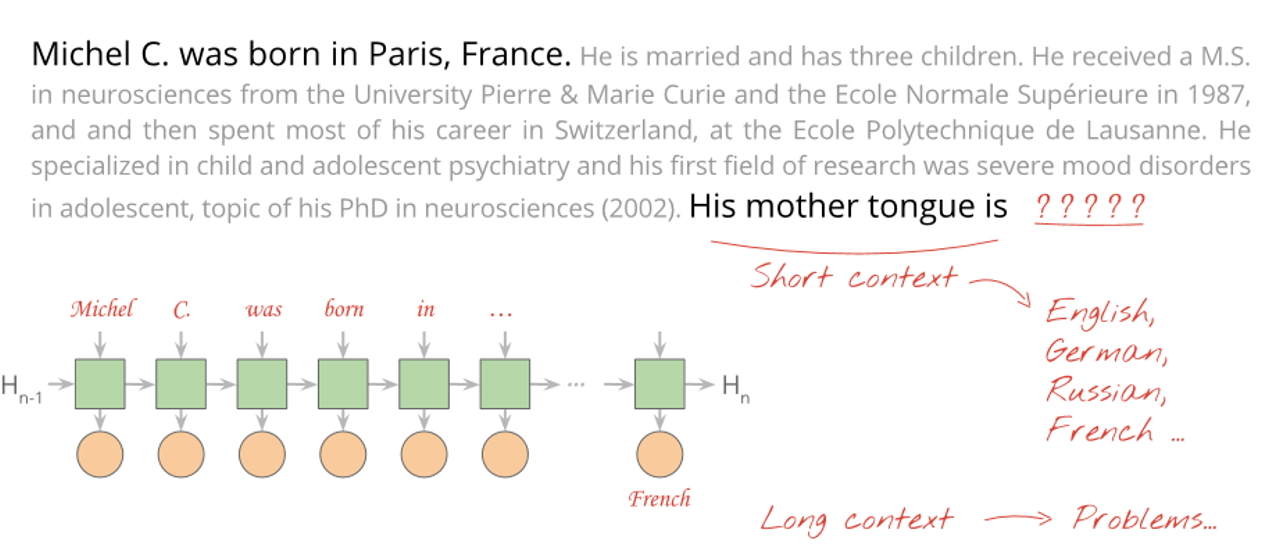 Michel C. was born in Paris, France. He is married and has three children. He received a M.S.
in neurosciences from the University Pierre & Marie Curie and the Ecole Normale Supérieure in 1987,
and and then spent most of his career in Switzerland, at the Ecole Polytechnique de Lausanne. He
specialized in child and adolescent psychiatry and his first field of research was severe mood disorders
in adolescent, topic of his PhD in neurosciences (2002). His mother tongue is ?????
Short context
English,
German,
Russian,
French ...
Michel C. was born in ...
Hn-1 ... Hn
French
Long context Problems...